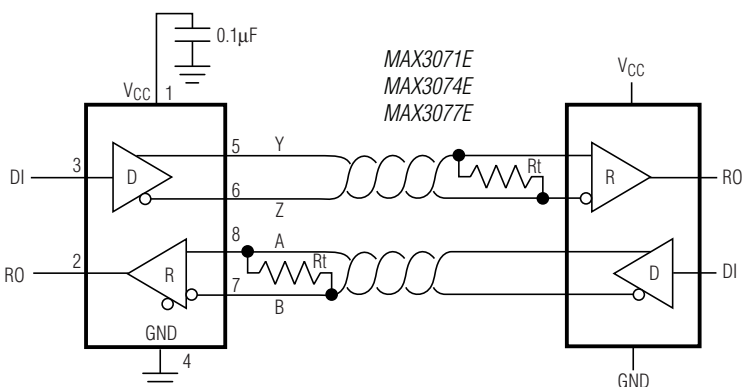 0.1µF
MAX3071E
MAX3074E
MAX3077E
VCC 1
VCC
DI 3 D 5 Y Rt R RO
6 Z
RO 2 R 8 A Rt D DI
7 B
GND
4
GND